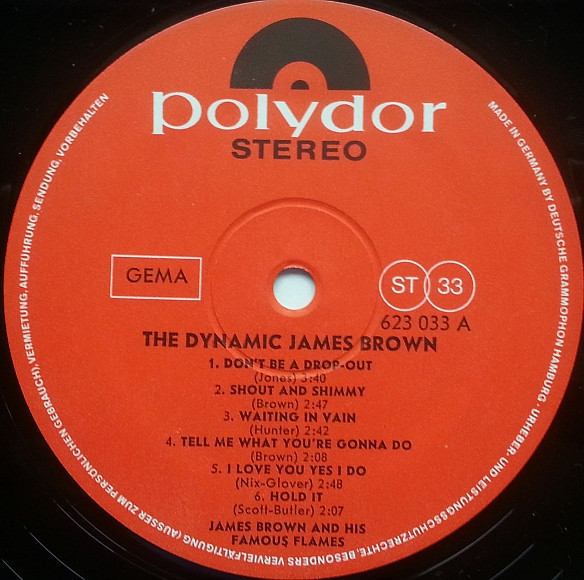 polydor
STEREO
GEMA
ST 33
623 033 A
THE DYNAMIC JAMES BROWN
1. DON'T BE A DROP-OUT
(Jones) 3:40
2. SHOUT AND SHIMMY
(Brown) 2:47
3. WAITING IN VAIN
(Hunter) 2:42
4. TELL ME WHAT YOU'RE GONNA DO
(Brown) 2:08
5. I LOVE YOU YES I DO
(Nix-Glover) 2:48
6. HOLD IT
(Scott-Butler) 2:07
JAMES BROWN AND HIS
FAMOUS FLAMES
MADE IN GERMANY BY DEUTSCHE GRAMMOPHON HAMBURG · URHEBER- UND LEISTUNGSSCHUTZRECHTE, BESONDERS VERVIELFÄLTIGUNG (AUSSER ZUM PERSÖNLICHEN GEBRAUCH), VERMIETUNG, AUFFÜHRUNG, SENDUNG, VORBEHALTEN